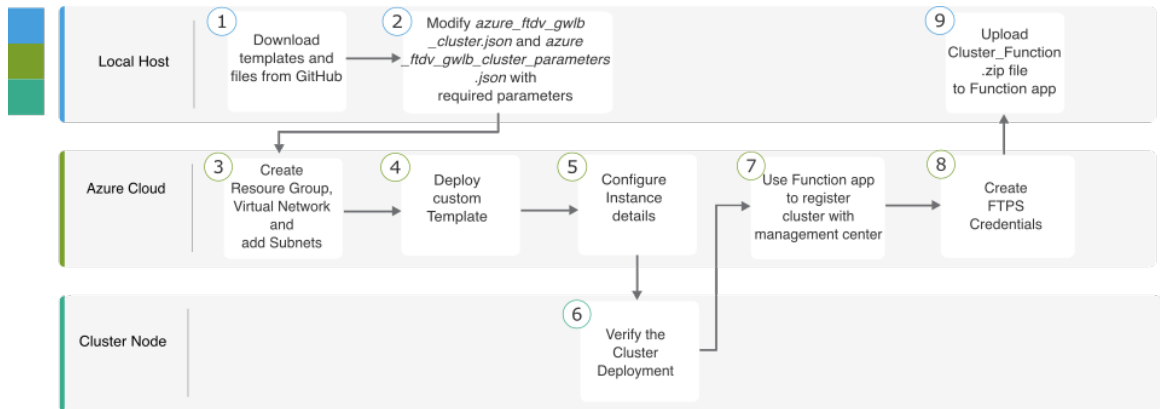 Local Host
1
Download
templates and
files from GitHub
2
Modify azure_ftdv_gwlb
_cluster.json and azure
_ftdv_gwlb_cluster_parameters
.json with
required parameters
9
Upload
Cluster_Function
.zip file
to Function app
Azure Cloud
3
Create
Resoure Group,
Virtual Network
and
add Subnets
4
Deploy
custom
Template
5
Configure
Instance
details
7
Use Function app
to register
cluster with
management center
8
Create
FTPS
Credentials
Cluster Node
6
Verify the
Cluster
Deployment